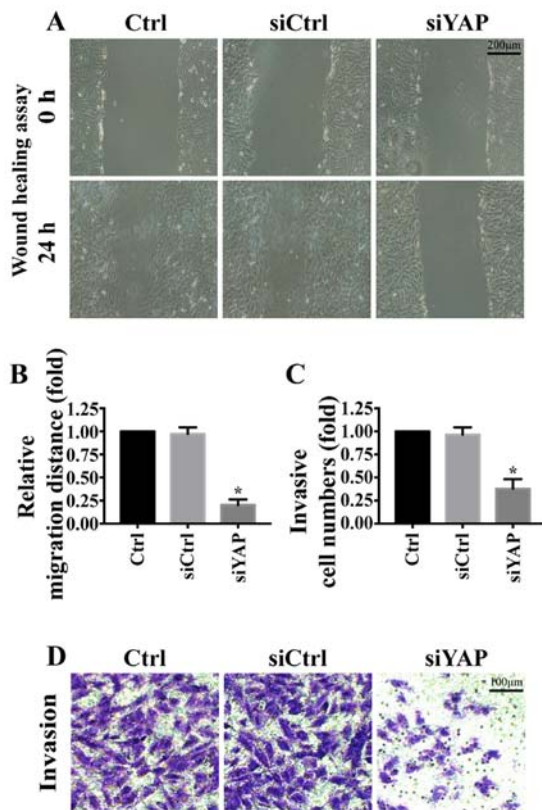 A
Ctrl
siCtrl
siYAP
200μm
Wound healing assay
0 h
24 h
B
Relative
migration distance (fold)
1.25
1.00
0.75
0.50
0.25
0.00
*
Ctrl
siCtrl
siYAP
C
Invasive
cell numbers (fold)
1.25
1.00
0.75
0.50
0.25
0.00
*
Ctrl
siCtrl
siYAP
D
Ctrl
siCtrl
siYAP
100μm
Invasion